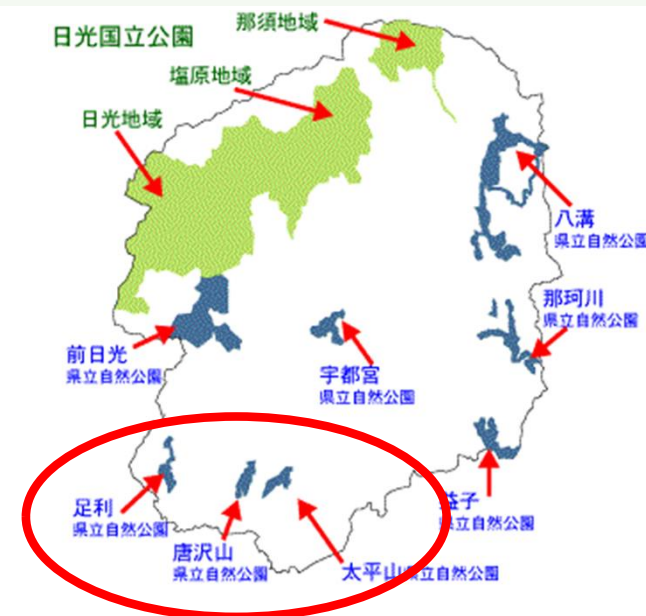 日光国立公園
那須地域
塩原地域
日光地域
八溝
県立自然公園
那珂川
県立自然公園
前日光
県立自然公園
宇都宮
県立自然公園
足利
県立自然公園
唐沢山
県立自然公園
太平山県立自然公園
益子
県立自然公園